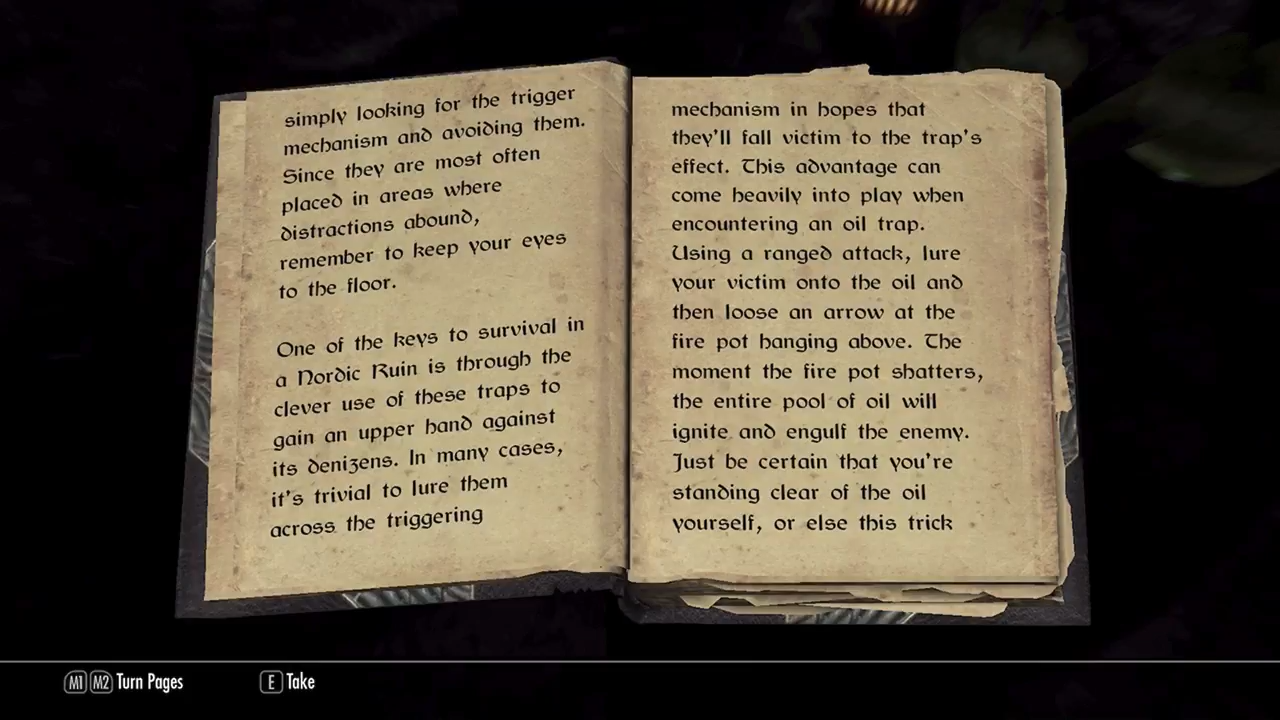 simply looking for the trigger
mechanism and avoiding them.
Since they are most often
placed in areas where
distractions abound,
remember to keep your eyes
to the floor.
One of the keys to survival in
a Nordic Ruin is through the
clever use of these traps to
gain an upper hand against
its denizens. In many cases,
it's trivial to lure them
across the triggering
mechanism in hopes that
they'll fall victim to the trap's
effect. This advantage can
come heavily into play when
encountering an oil trap.
Using a ranged attack, lure
your victim onto the oil and
then loose an arrow at the
fire pot hanging above. The
moment the fire pot shatters,
the entire pool of oil will
ignite and engulf the enemy.
Just be certain that you're
standing clear of the oil
yourself, or else this trick
M1 M2 Turn Pages
E Take